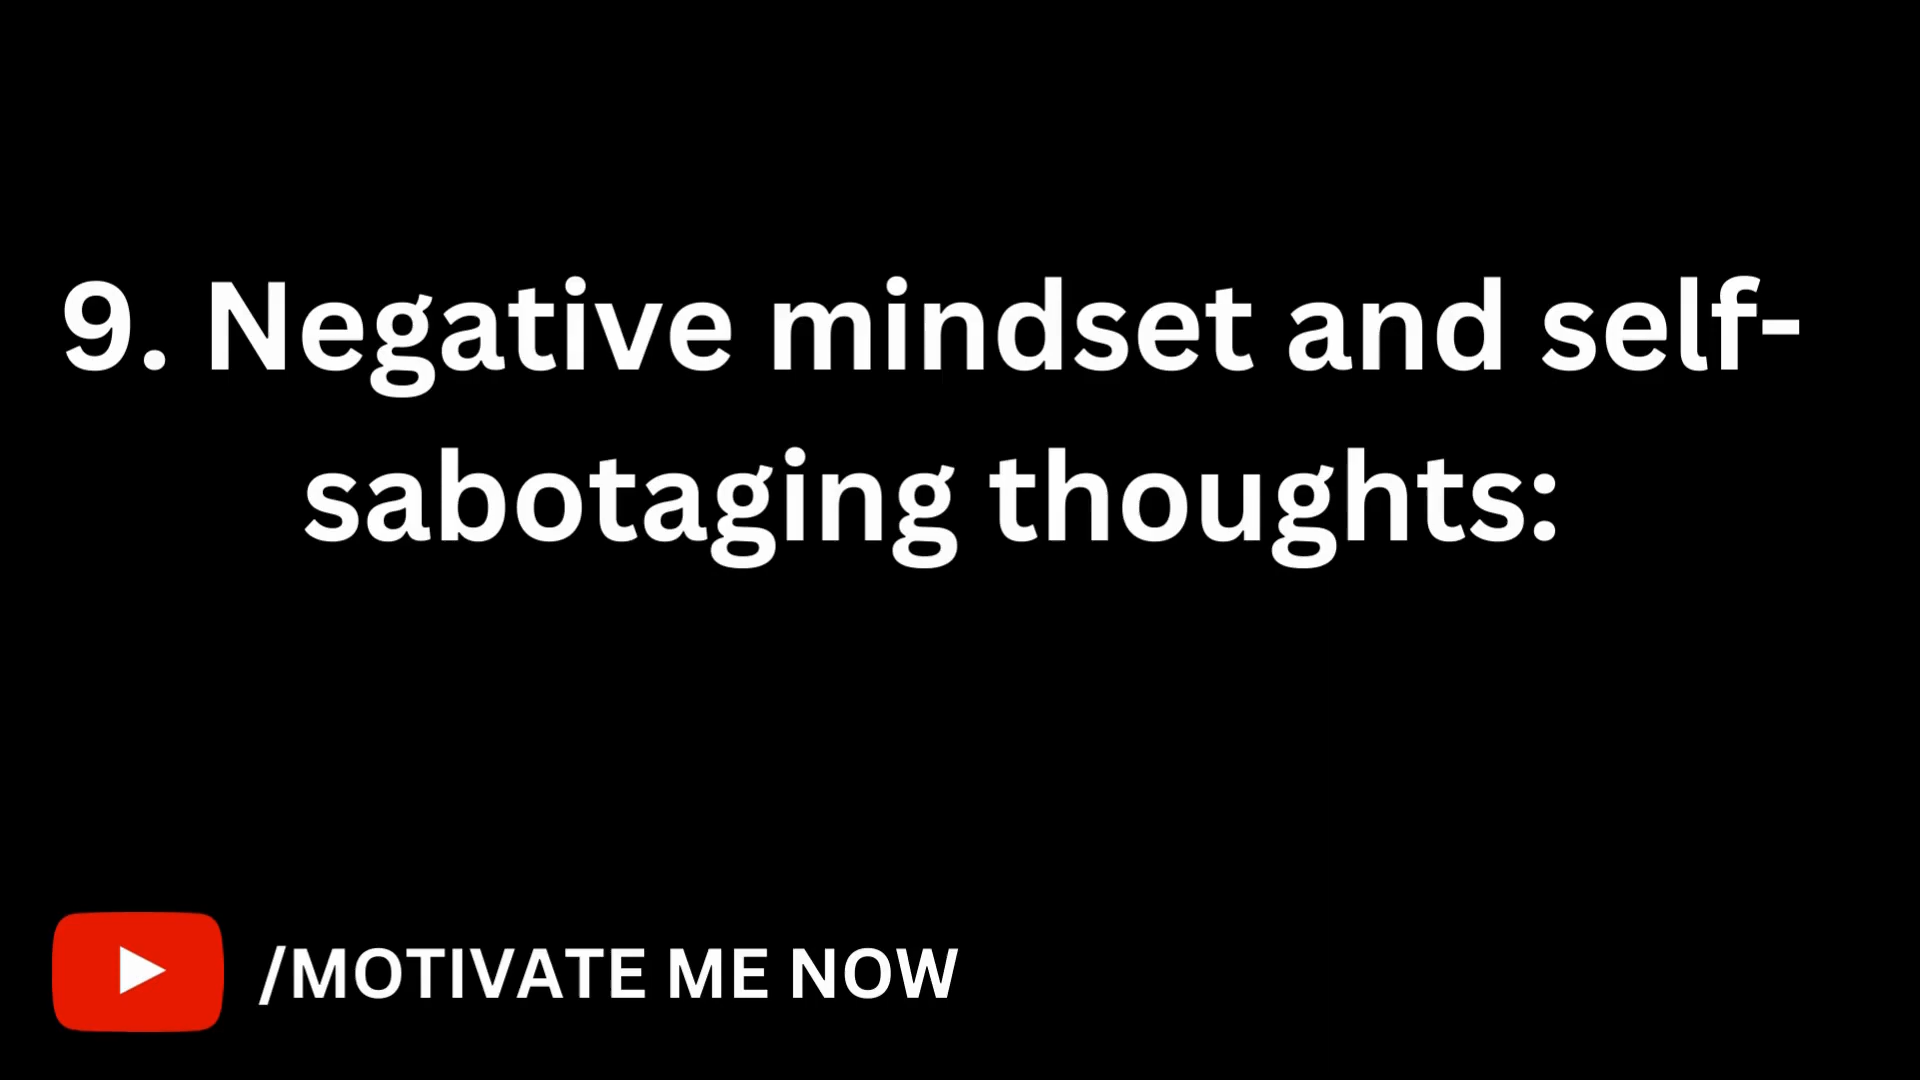 9. Negative mindset and self-
sabotaging thoughts:
/MOTIVATE ME NOW